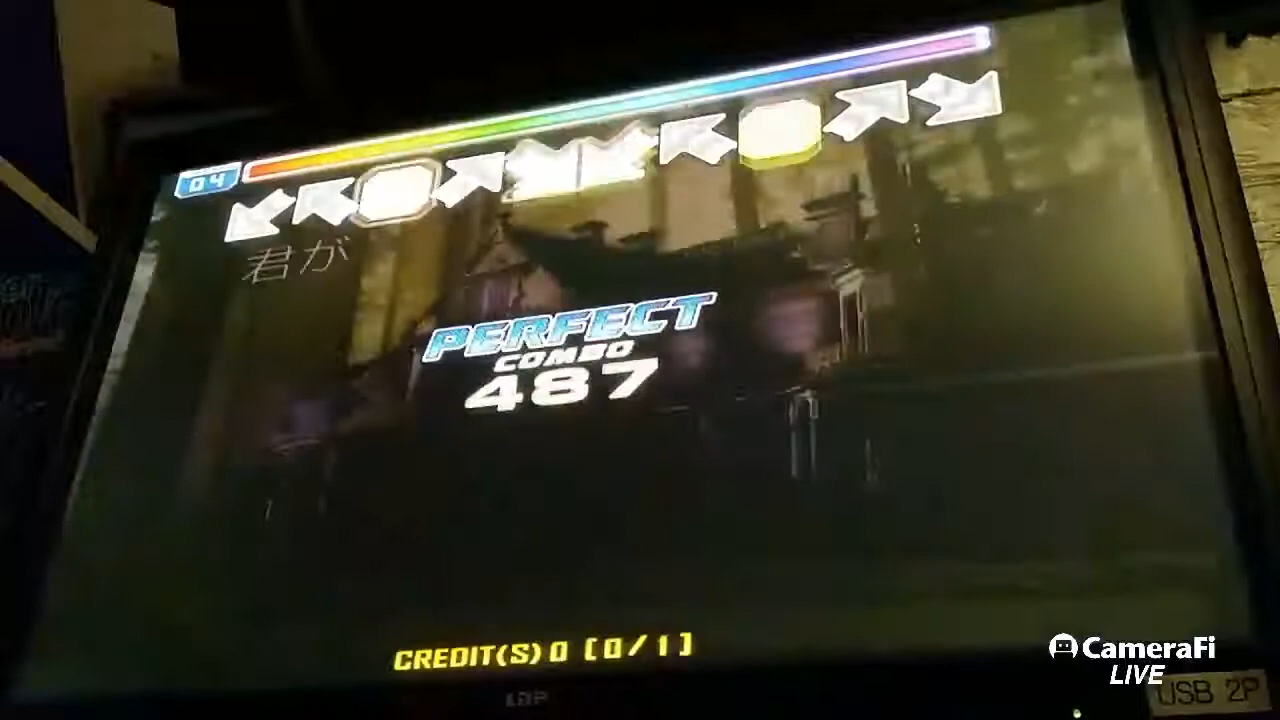 04
君が
PERFECT
COMBO
487
CREDIT(S) 0 [0/1]
CameraFi
LIVE
USB 2P